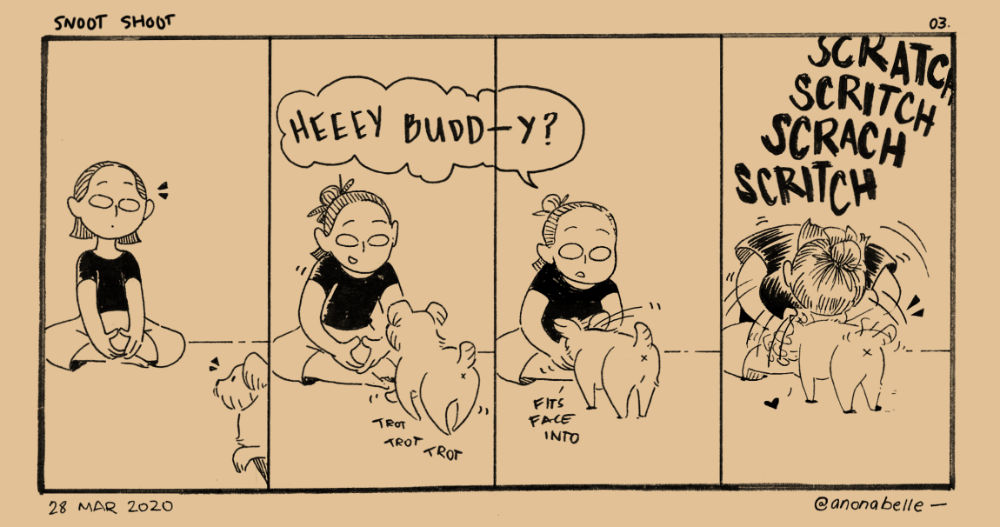 SNOOT SHOOT
03.
HEEEY BUDD-Y?
TROT
TROT TROT
FITS
FACE
INTO
SCRATCH
SCRITCH
SCRACH
SCRITCH
28 MAR 2020
@anonabelle —